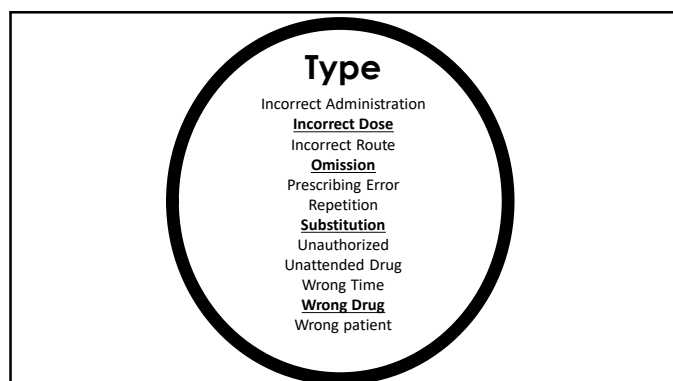 Type
Incorrect Administration
Incorrect Dose
Incorrect Route
Omission
Prescribing Error
Repetition
Substitution
Unauthorized
Unattended Drug
Wrong Time
Wrong Drug
Wrong patient